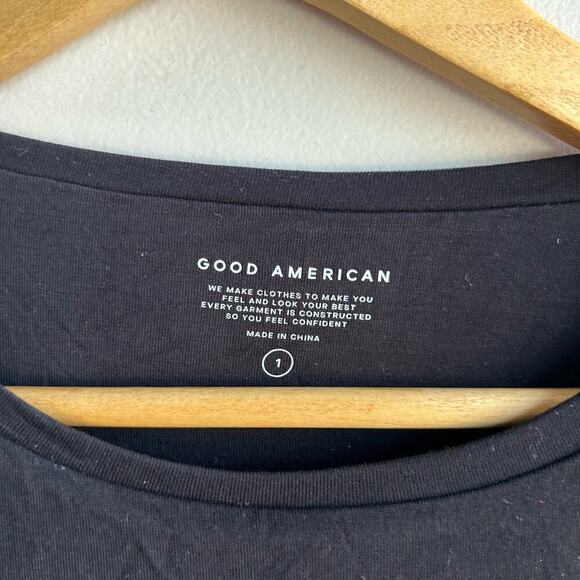 GOOD AMERICAN
WE MAKE CLOTHES TO MAKE YOU
FEEL AND LOOK YOUR BEST
EVERY GARMENT IS CONSTRUCTED
SO YOU FEEL CONFIDENT
MADE IN CHINA
1